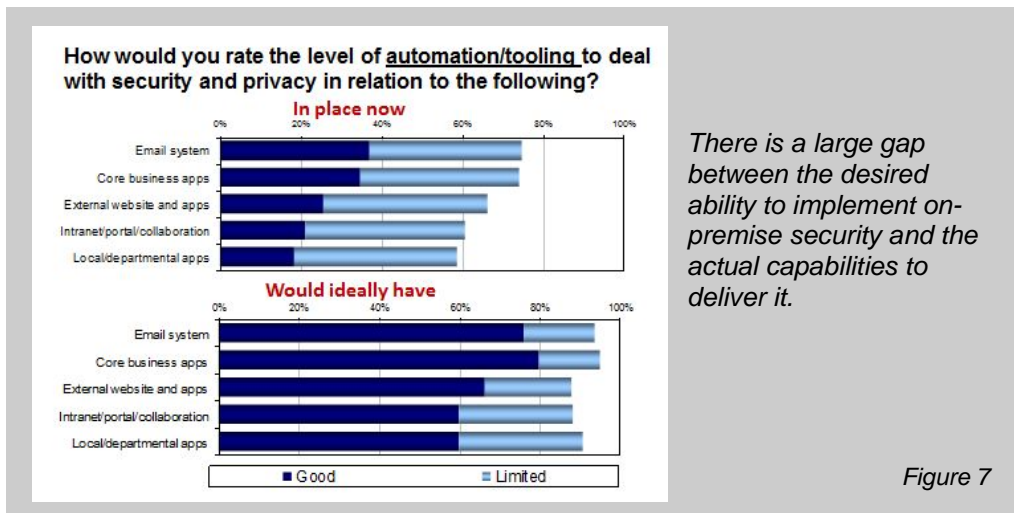 How would you rate the level of automation/tooling to deal
with security and privacy in relation to the following?
In place now
0% 20% 40% 60% 80% 100%
Email system
Core business apps
External website and apps
Intranet/portal/collaboration
Local/departmental apps
Would ideally have
0% 20% 40% 60% 80% 100%
Email system
Core business apps
External website and apps
Intranet/portal/collaboration
Local/departmental apps
Good Limited
There is a large gap
between the desired
ability to implement on-
premise security and the
actual capabilities to
deliver it.
Figure 7